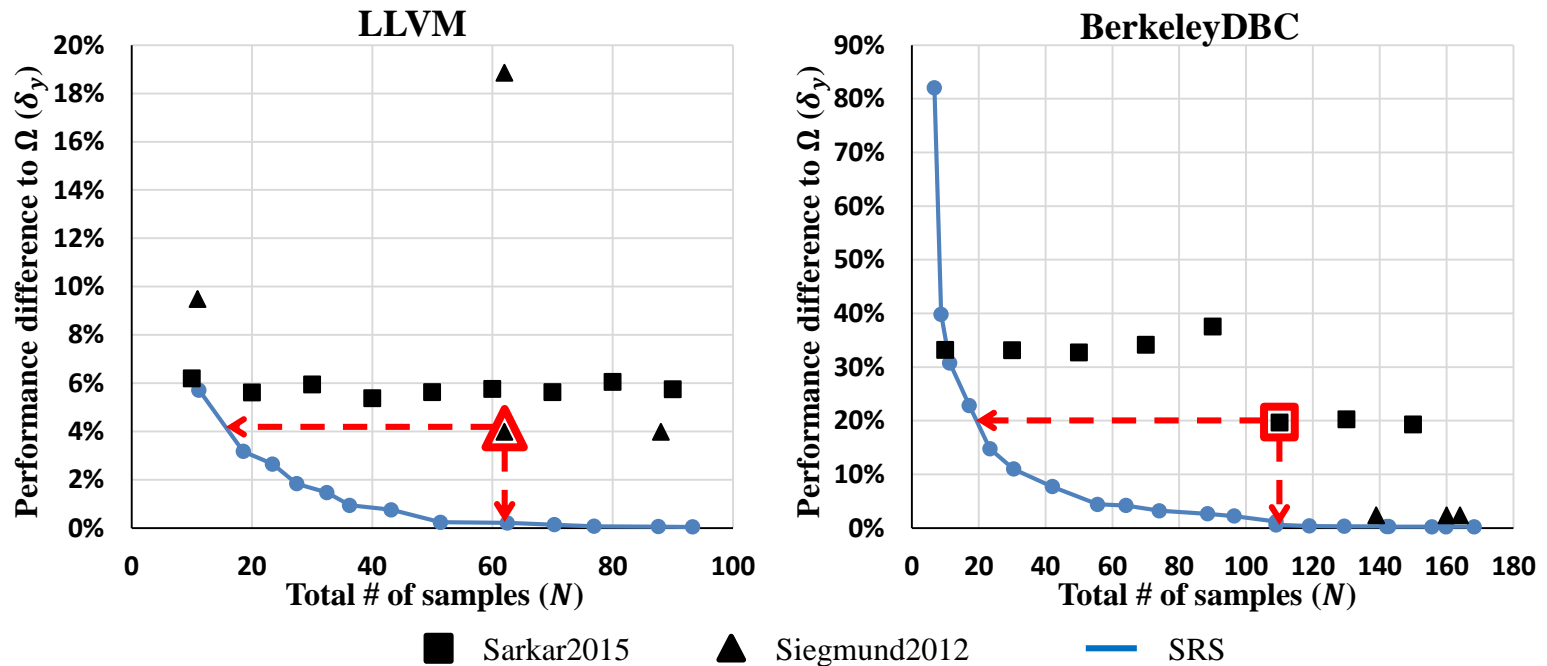 LLVM
Performance difference to Ω (δy)
20%
18%
16%
14%
12%
10%
8%
6%
4%
2%
0%
0 20 40 60 80 100
Total # of samples (N)
BerkeleyDBC
Performance difference to Ω (δy)
90%
80%
70%
60%
50%
40%
30%
20%
10%
0%
0 20 40 60 80 100 120 140 160 180
Total # of samples (N)
Sarkar2015 Siegmund2012 SRS